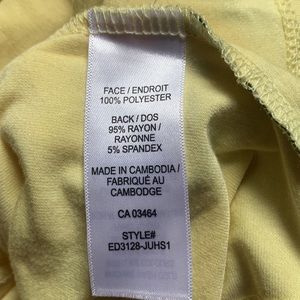 FACE / ENDROIT
100% POLYESTER
BACK / DOS
95% RAYON /
RAYONNE
5% SPANDEX
MADE IN CAMBODIA /
FABRIQUÉ AU
CAMBODGE
CA 03464
STYLE#
ED3128-JUHS1